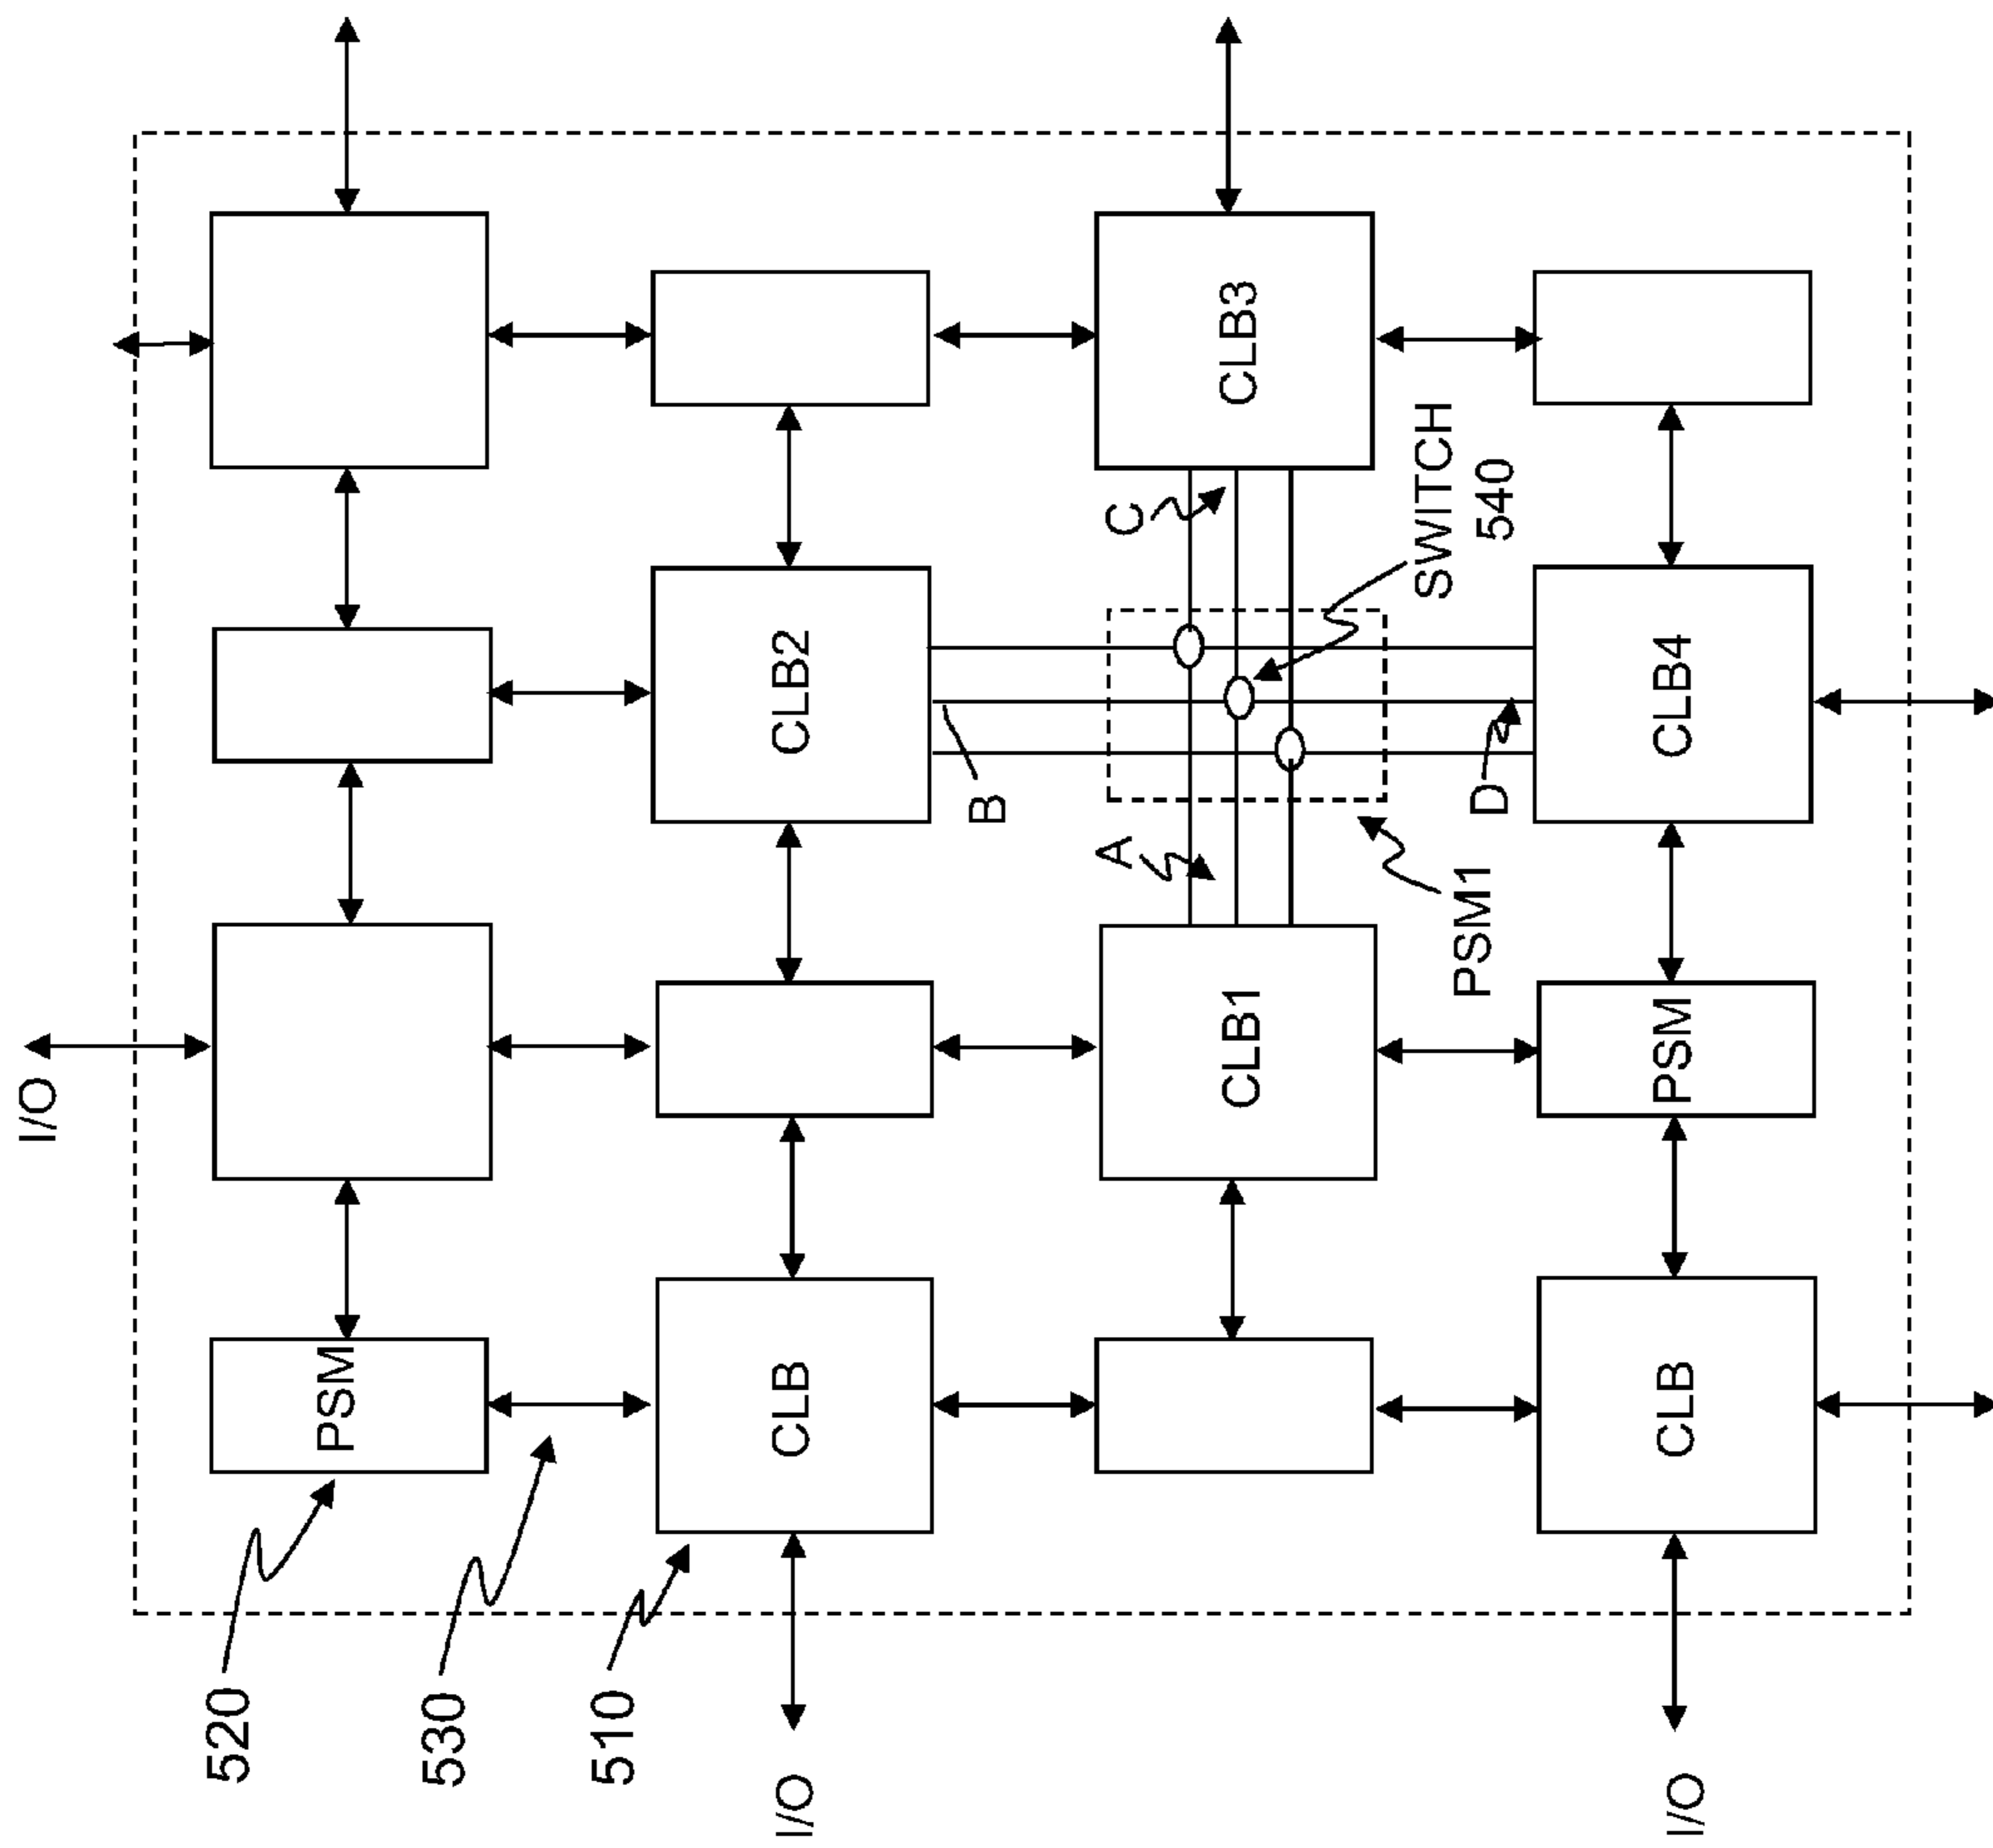 I/O
520
PSM
530
510
I/O
CLB
CLB2
B
A
C
CLB1
CLB3
SWITCH
540
PSM1
D
I/O
CLB
PSM
CLB4